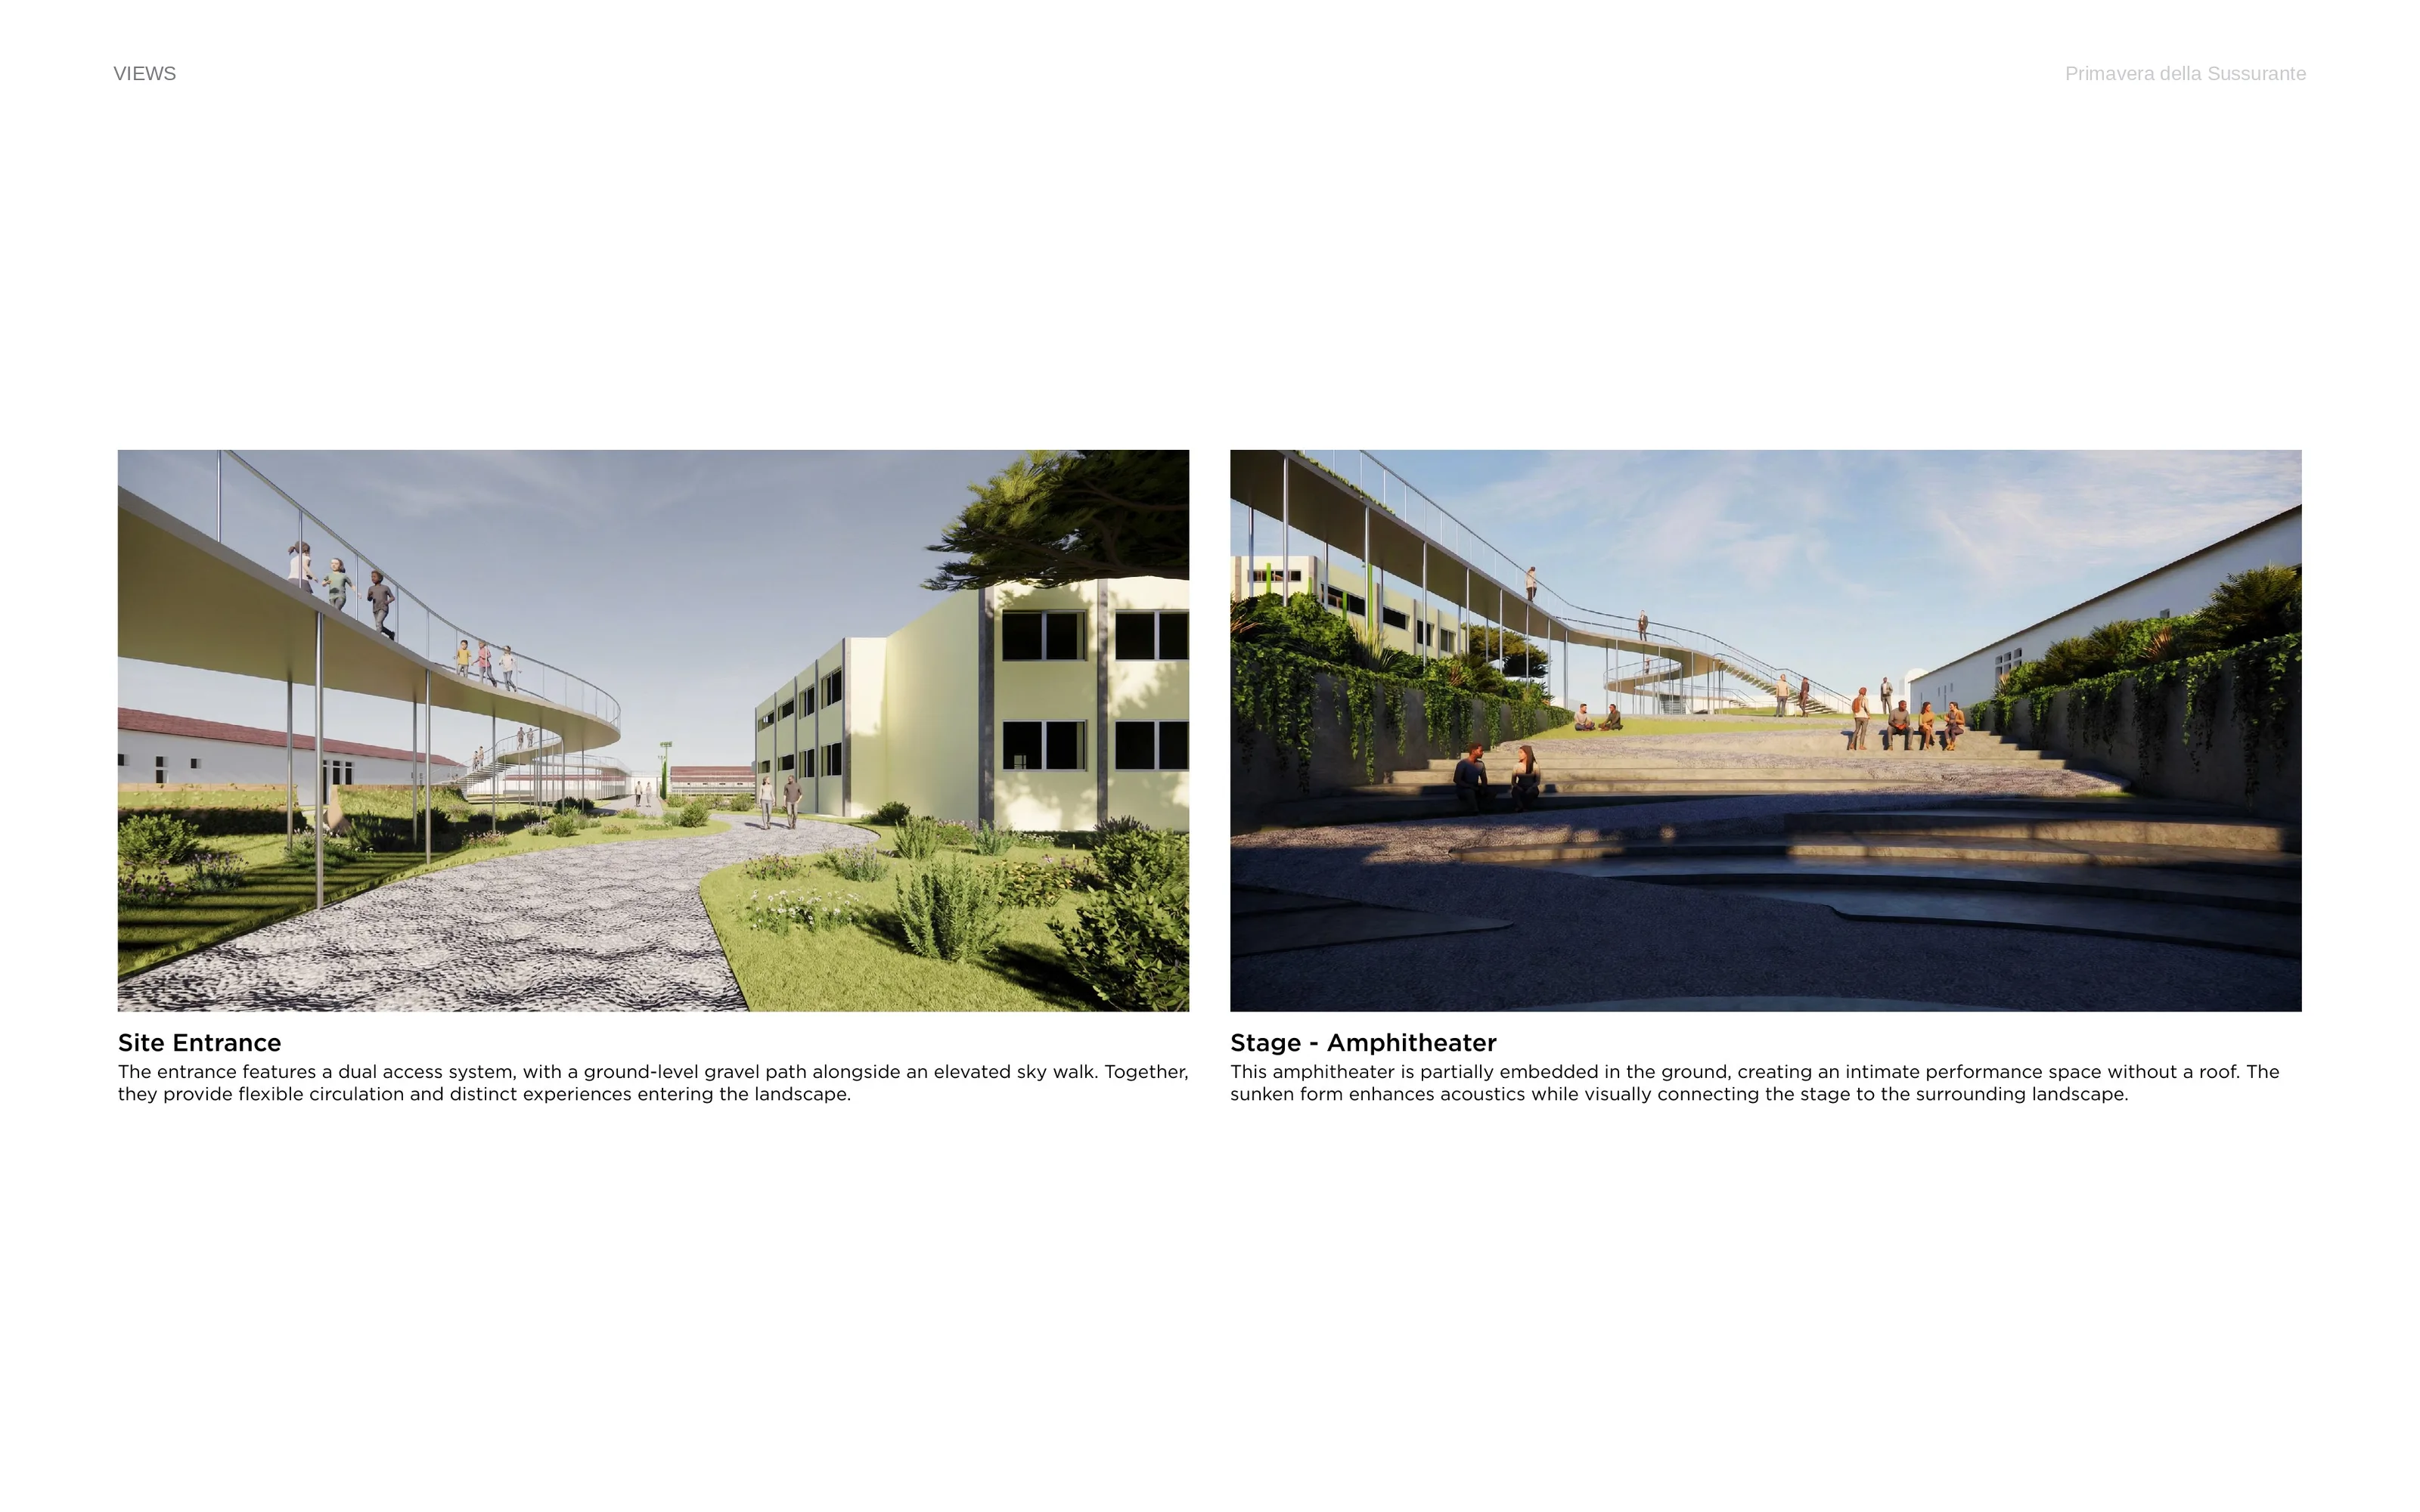 VIEWS
Primavera della Sussurante
Site Entrance
The entrance features a dual access system, with a ground-level gravel path alongside an elevated sky walk. Together,
they provide flexible circulation and distinct experiences entering the landscape.
Stage - Amphitheater
This amphitheater is partially embedded in the ground, creating an intimate performance space without a roof. The
sunken form enhances acoustics while visually connecting the stage to the surrounding landscape.